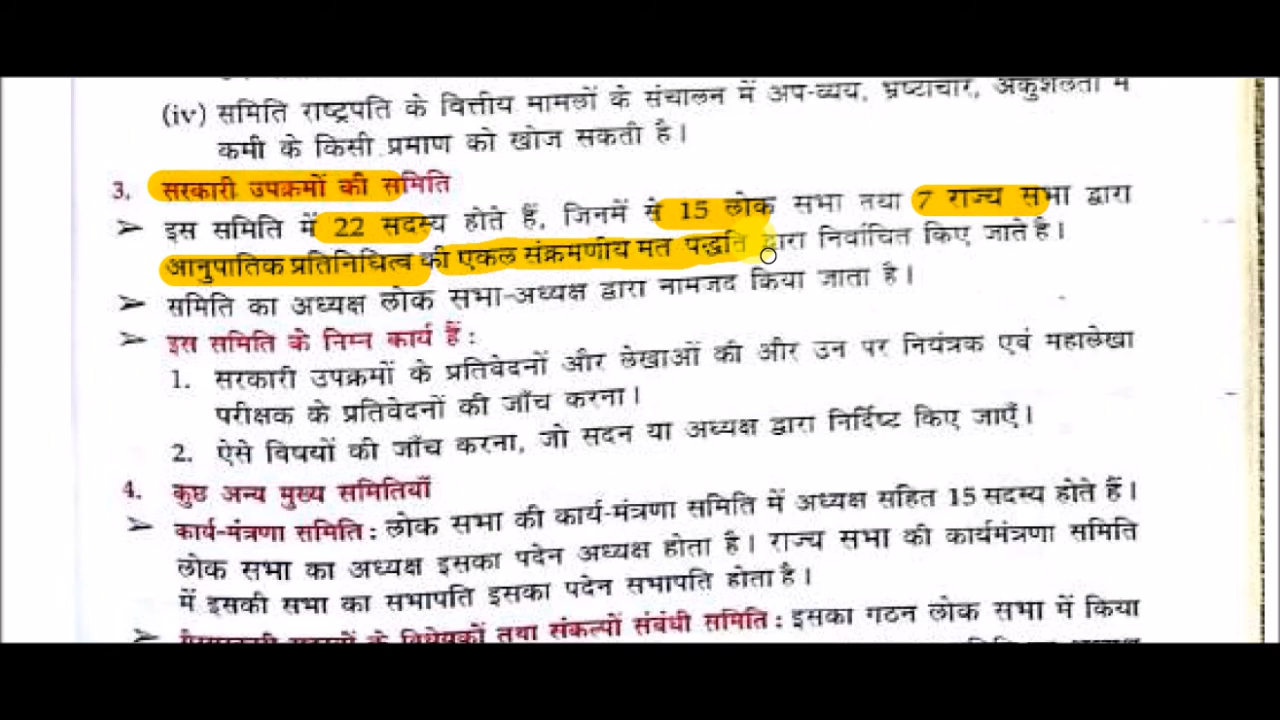 (iv) समिति राष्ट्रपति के वित्तीय मामलों के संचालन में अप-व्यय, भ्रष्टाचार, अकुशलता में
कमी के किसी प्रमाण को खोज सकती है।
3. सरकारी उपक्रमों की समिति
➢ इस समिति में 22 सदस्य होते हैं, जिनमें से 15 लोक सभा तथा 7 राज्य सभा द्वारा
आनुपातिक प्रतिनिधित्व की एकल संक्रमणीय मत पद्धति द्वारा निर्वाचित किए जाते है।
➢ समिति का अध्यक्ष लोक सभा-अध्यक्ष द्वारा नामजद किया जाता है।
➢ इस समिति के निम्न कार्य हैं :
1. सरकारी उपक्रमों के प्रतिवेदनों और लेखाओं की और उन पर नियंत्रक एवं महालेखा
परीक्षक के प्रतिवेदनों की जाँच करना।
2. ऐसे विषयों की जाँच करना, जो सदन या अध्यक्ष द्वारा निर्दिष्ट किए जाएँ।
4. कुछ अन्य मुख्य समितियाँ
➢ कार्य-मंत्रणा समिति : लोक सभा की कार्य-मंत्रणा समिति में अध्यक्ष सहित 15 सदस्य होते हैं।
लोक सभा का अध्यक्ष इसका पदेन अध्यक्ष होता है। राज्य सभा की कार्यमंत्रणा समिति
में इसकी सभा का सभापति इसका पदेन सभापति होता है।
➢ के विधेयकों तथा संकल्पों संबंधी समिति : इसका गठन लोक सभा में किया